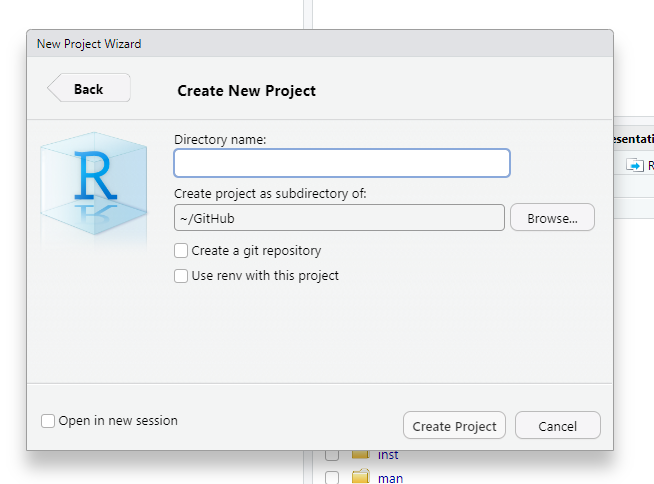 New Project Wizard
Back
Create New Project
R
Directory name:
Create project as subdirectory of:
~/GitHub
Browse...
Create a git repository
Use renv with this project
Open in new session
Create Project
Cancel
inst
man